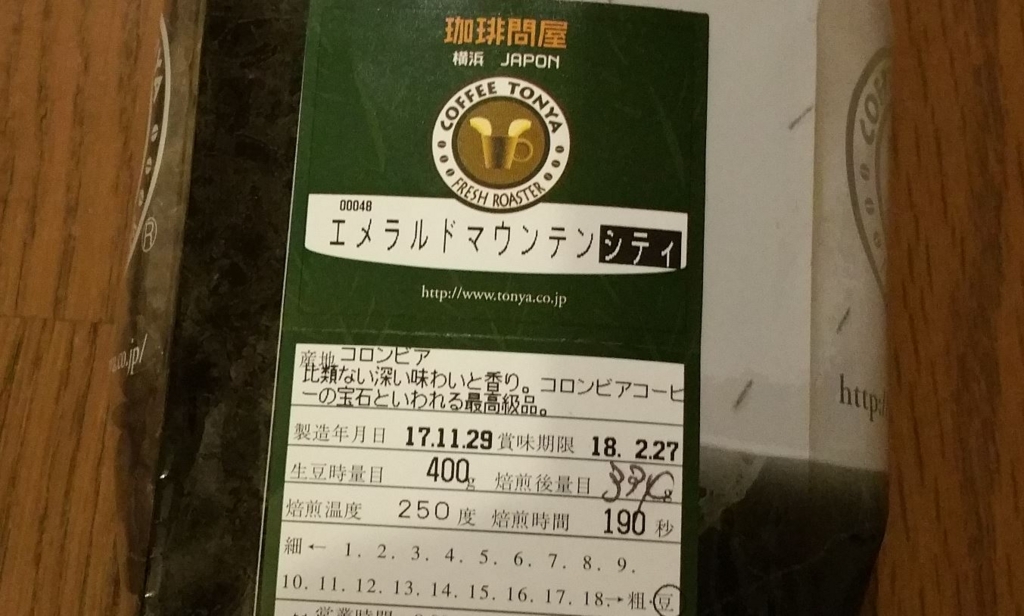 珈琲問屋
横浜 JAPON
COFFEE TONYA
FRESH ROASTER
00048
エメラルドマウンテンシティ
http://www.tonya.co.jp
産地 コロンビア
比類ない深い味わいと香り。コロンビアコーヒ
ーの宝石といわれる最高級品。
製造年月日 17.11.29 賞味期限 18. 2.27
生豆時量目 400g 焙煎後量目
焙煎温度 250度 焙煎時間 190秒
細← 1. 2. 3. 4. 5. 6. 7. 8. 9.
10. 11. 12. 13. 14. 15. 16. 17. 18.→粗·豆
営業時間
®
.co.jp/
http